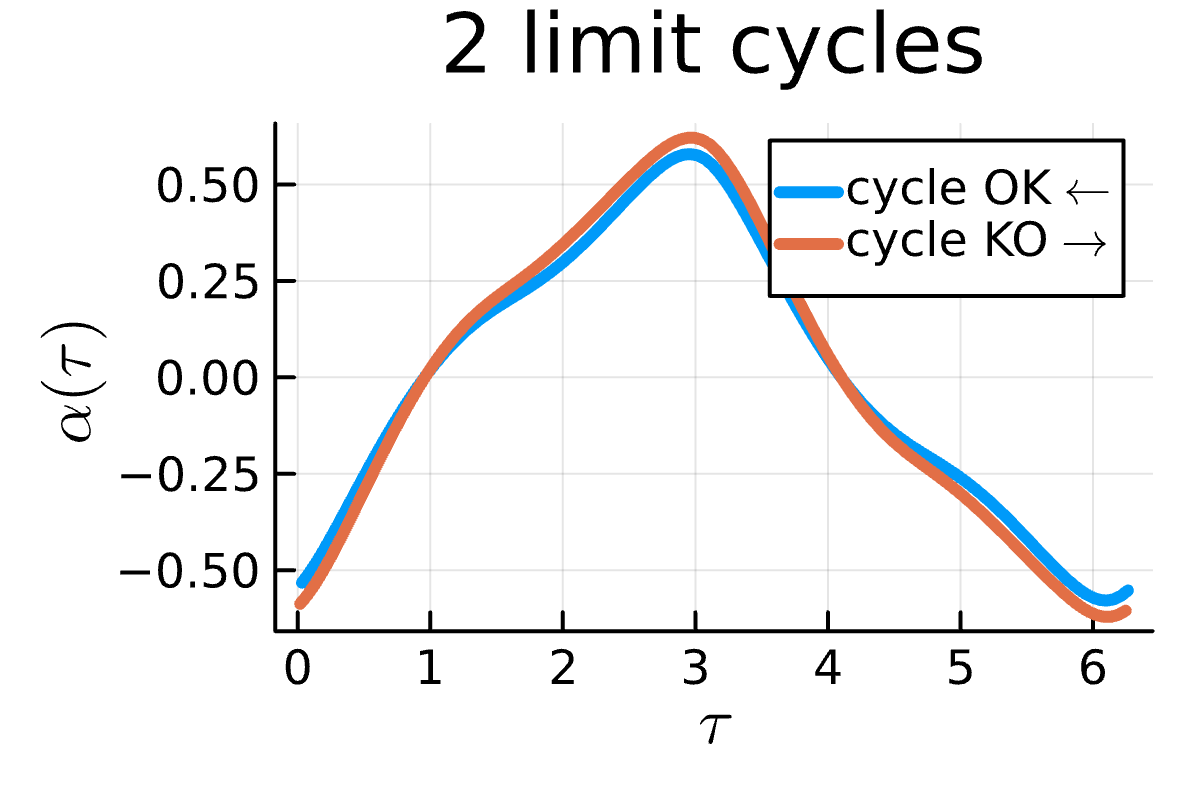 2 limit cycles
cycle OK ←
cycle KO →
α(τ)
0.50
0.25
0.00
−0.25
−0.50
0 1 2 3 4 5 6
τ